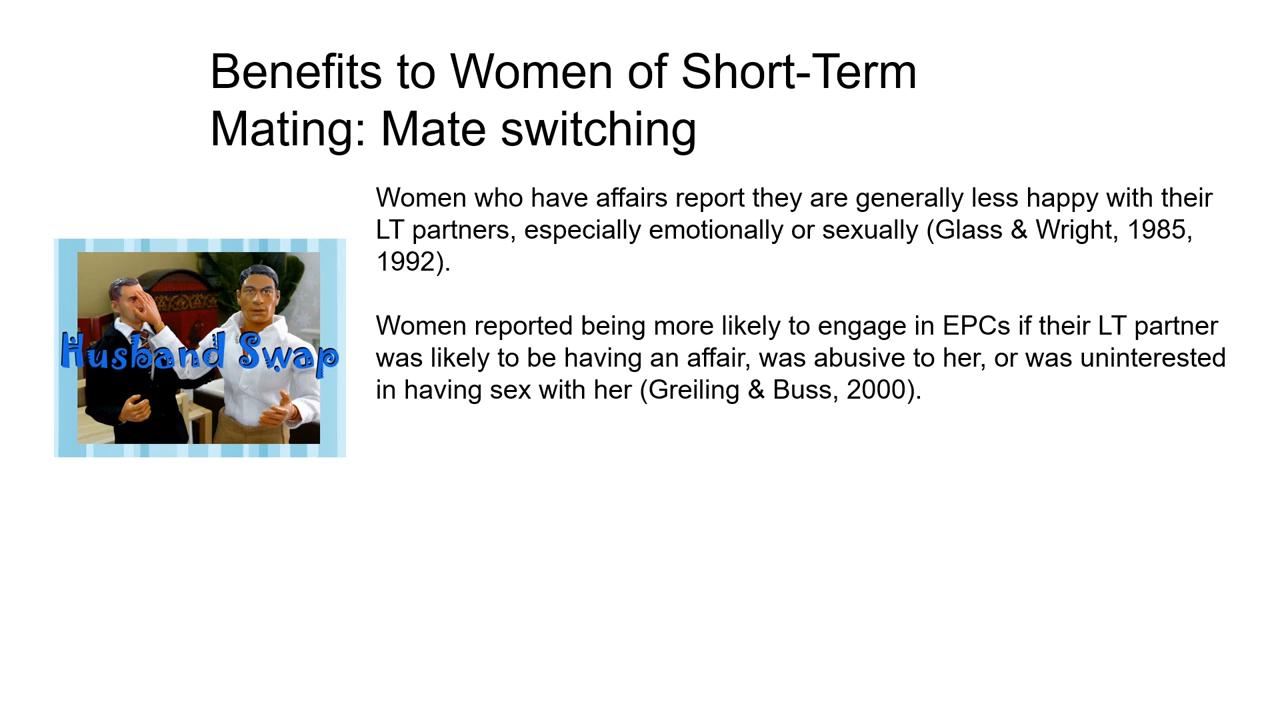 Benefits to Women of Short-Term
Mating: Mate switching
Women who have affairs report they are generally less happy with their
LT partners, especially emotionally or sexually (Glass & Wright, 1985,
1992).
Women reported being more likely to engage in EPCs if their LT partner
was likely to be having an affair, was abusive to her, or was uninterested
in having sex with her (Greiling & Buss, 2000).
Husband Swap